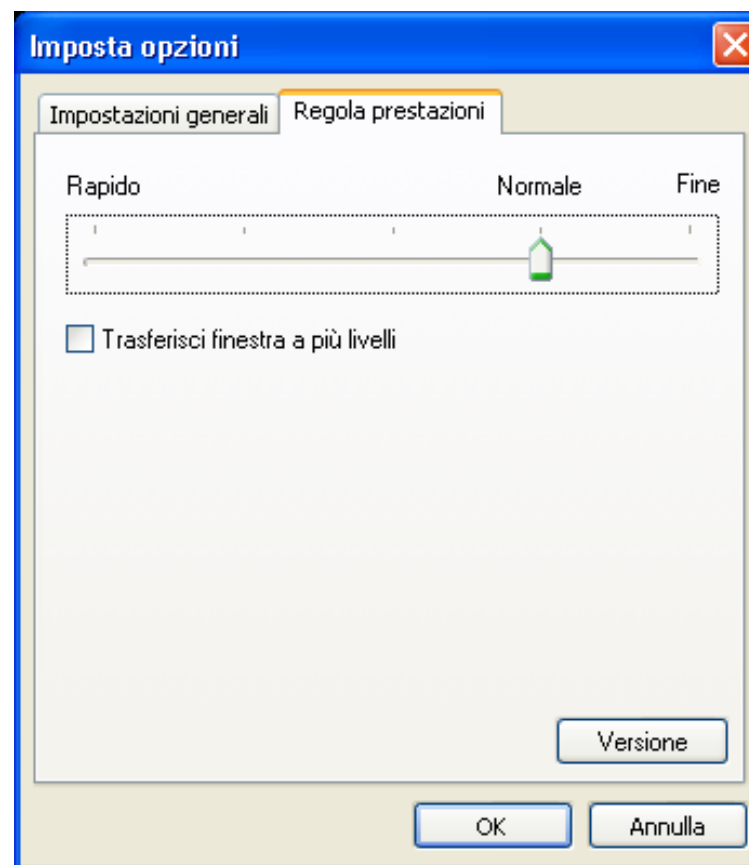 Imposta opzioni
Impostazioni generali Regola prestazioni
Rapido Normale Fine
Trasferisci finestra a più livelli
Versione
OK Annulla